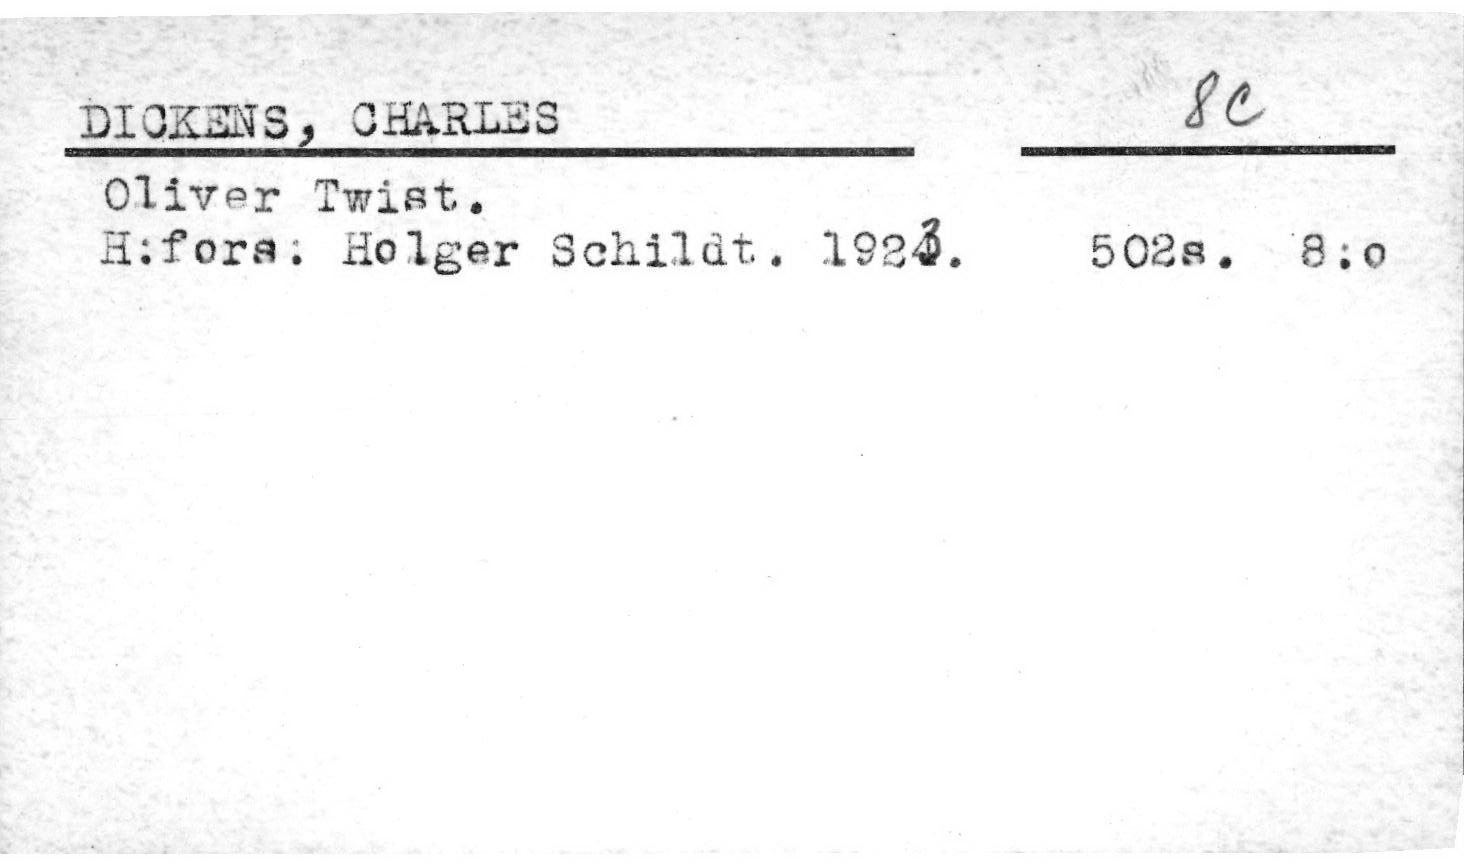 DICKENS, CHARLES 8C
Oliver Twist.
H:fors: Holger Schildt. 1923. 502s. 8:o